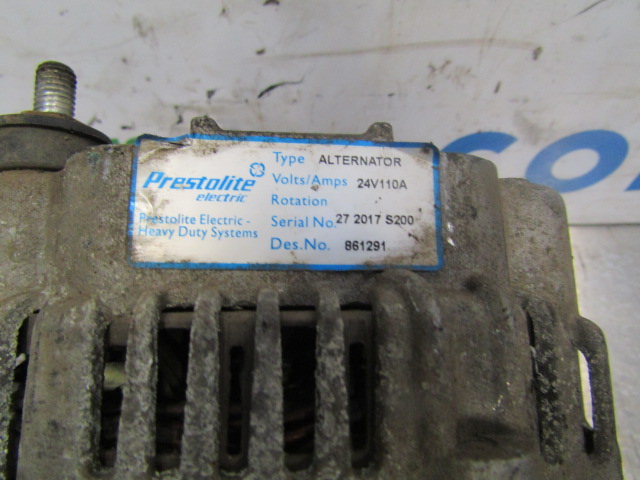 Prestolite
electric
Prestolite Electric -
Heavy Duty Systems
Type ALTERNATOR
Volts/Amps 24V110A
Rotation
Serial No. 27 2017 S200
Des.No. 861291